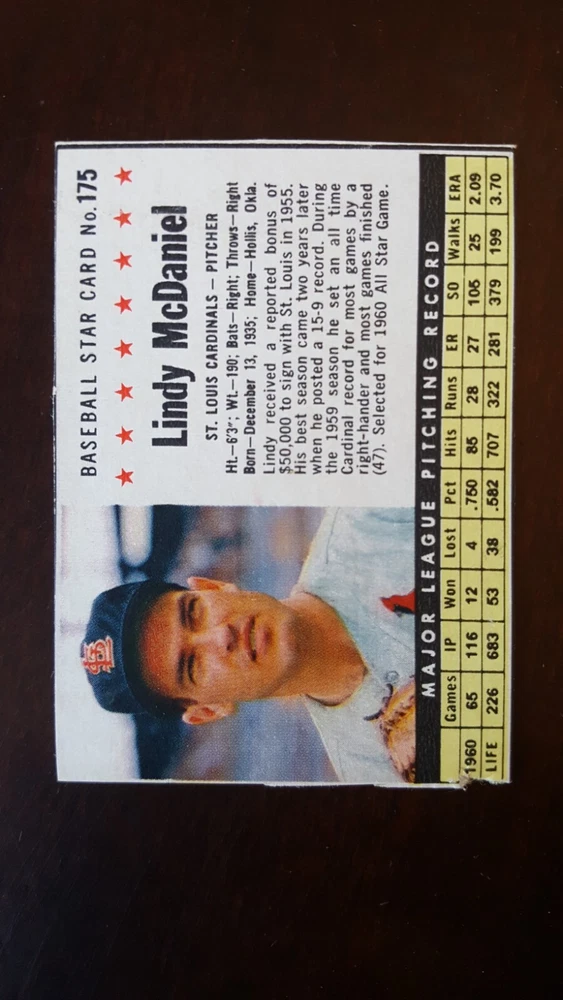 BASEBALL STAR CARD No. 175
Lindy McDaniel
ST. LOUIS CARDINALS — PITCHER
Ht.—6'3"; Wt.—190; Bats—Right; Throws—Right
Born—December 13, 1935; Home—Hollis, Okla.
Lindy received a reported bonus of
$50,000 to sign with St. Louis in 1955.
His best season came two years later
when he posted a 15-9 record. During
the 1959 season he set an all time
Cardinal record for most games by a
right-hander and most games finished
(47). Selected for 1960 All Star Game.
StL
MAJOR LEAGUE PITCHING RECORD
Games IP Won Lost Pct Hits Runs ER SO Walks ERA
1960 65 116 12 4 .750 85 28 27 105 25 2.09
LIFE 226 683 53 38 .582 707 322 281 379 199 3.70